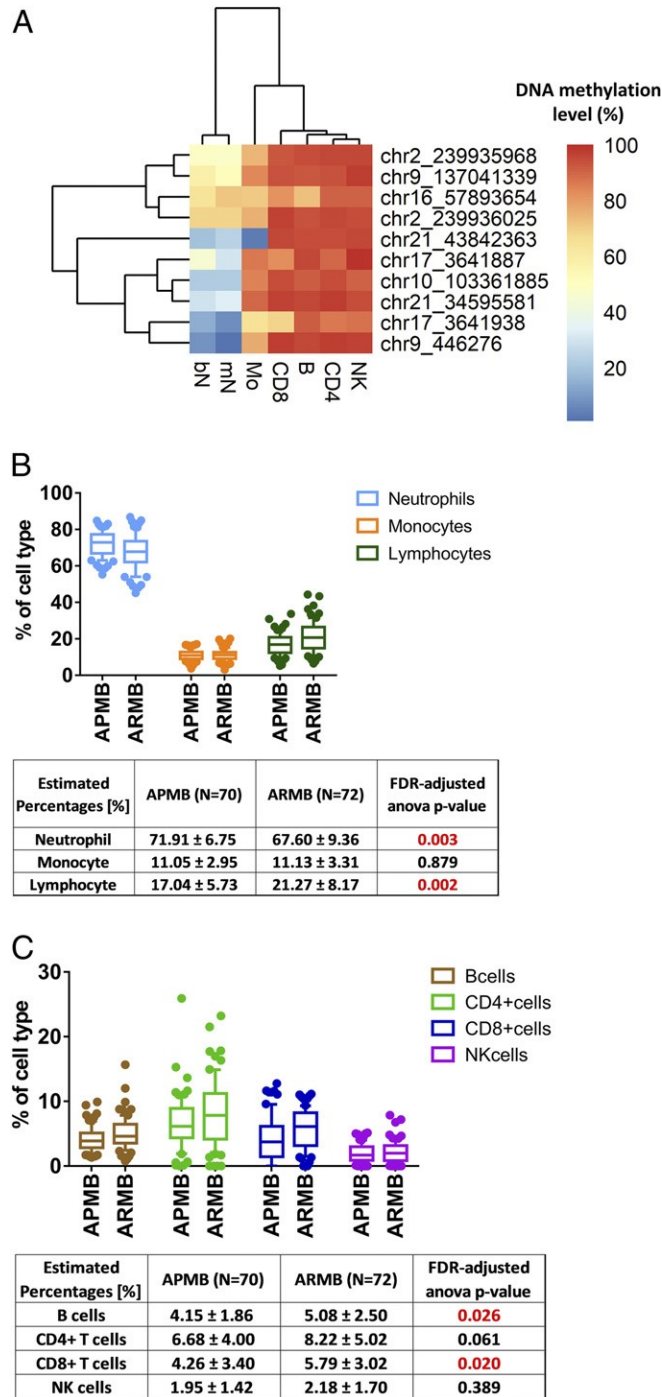 A
DNA methylation
level (%)
chr2_239935968
chr9_137041339
chr16_57893654
chr2_239936025
chr21_43842363
chr17_3641887
chr10_103361885
chr21_34595581
chr17_3641938
chr9_446276
100
80
60
40
20
bN mN Mo CD8 B CD4 NK
B
% of cell type
100
80
60
40
20
0
APMB ARMB APMB ARMB APMB ARMB
Neutrophils
Monocytes
Lymphocytes
Estimated Percentages [%] APMB (N=70) ARMB (N=72) FDR-adjusted anova p-value
Neutrophil 71.91 ± 6.75 67.60 ± 9.36 0.003
Monocyte 11.05 ± 2.95 11.13 ± 3.31 0.879
Lymphocyte 17.04 ± 5.73 21.27 ± 8.17 0.002
C
% of cell type
30
20
10
0
APMB ARMB APMB ARMB APMB ARMB APMB ARMB
Bcells
CD4+cells
CD8+cells
NKcells
Estimated Percentages [%] APMB (N=70) ARMB (N=72) FDR-adjusted anova p-value
B cells 4.15 ± 1.86 5.08 ± 2.50 0.026
CD4+ T cells 6.68 ± 4.00 8.22 ± 5.02 0.061
CD8+ T cells 4.26 ± 3.40 5.79 ± 3.02 0.020
NK cells 1.95 ± 1.42 2.18 ± 1.70 0.389